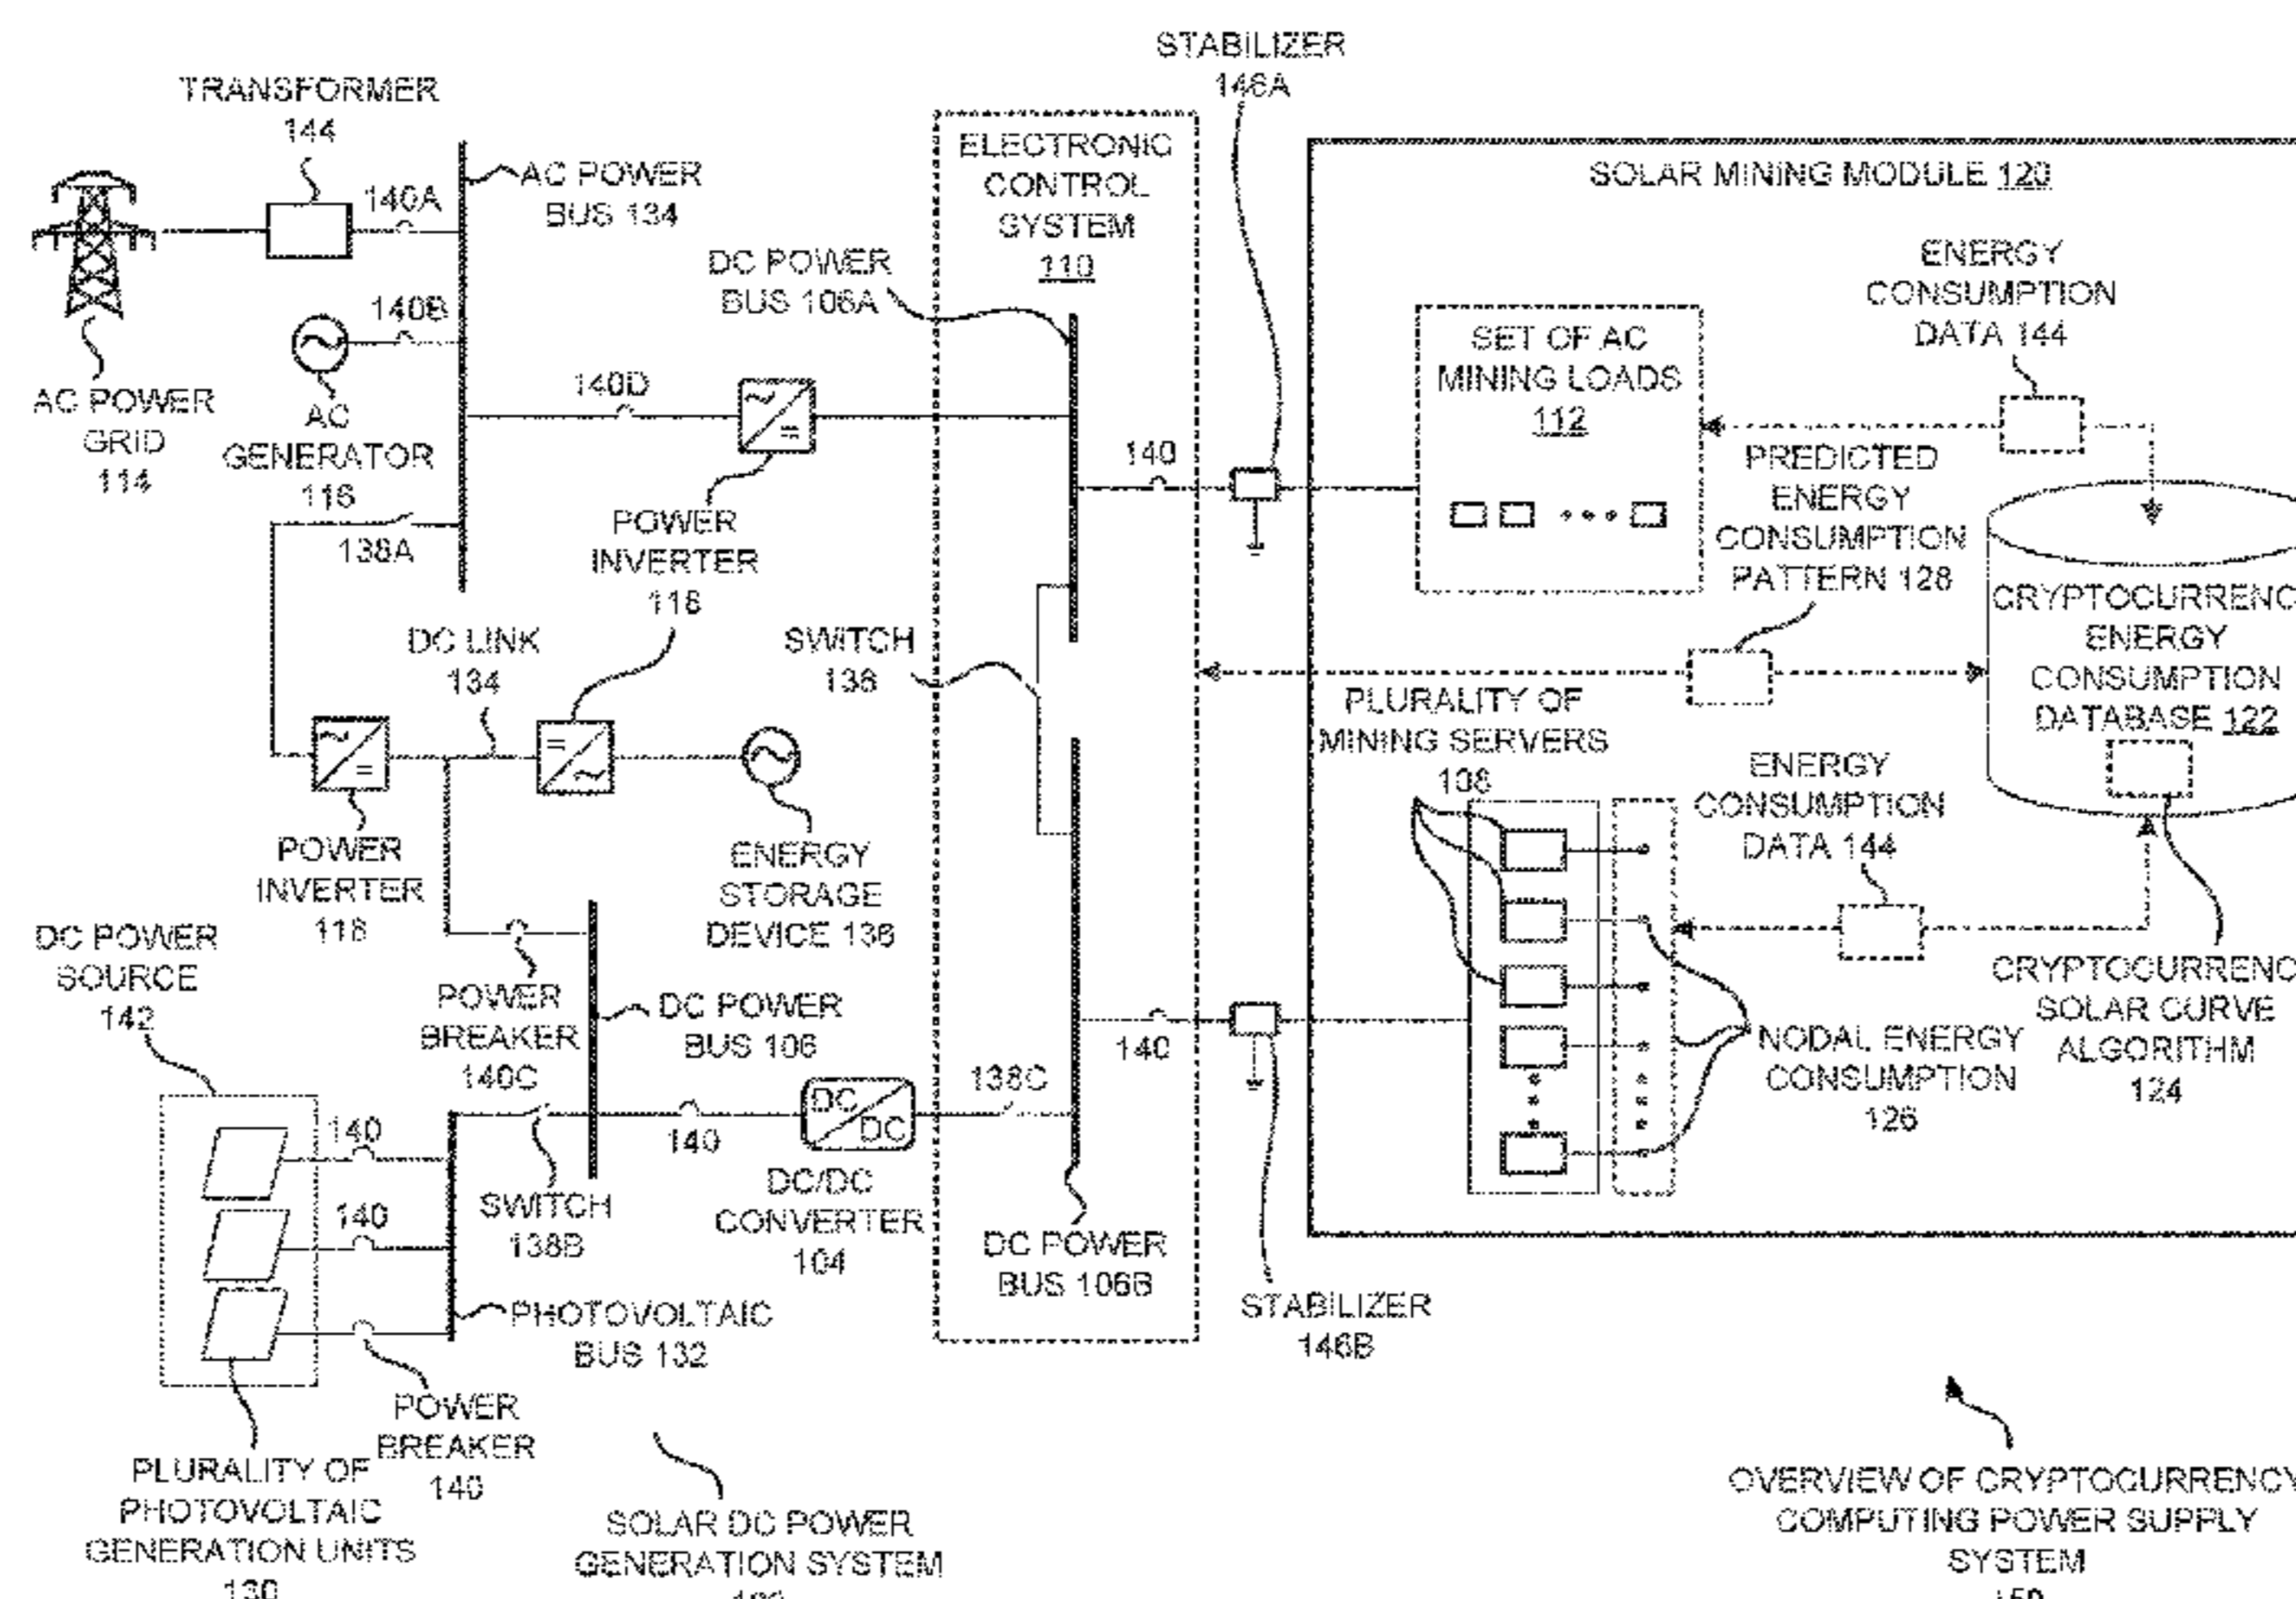 STABILIZER
146A
TRANSFORMER
144
140A
AC POWER
BUS 134
ELECTRONIC
CONTROL
SYSTEM
110
SOLAR MINING MODULE 120
DC POWER
BUS 106A
140B
AC POWER
GRID
114
AC
GENERATOR
116
140D
POWER
INVERTER
118
138A
140
SET OF AC
MINING LOADS
112
ENERGY
CONSUMPTION
DATA 144
PREDICTED
ENERGY
CONSUMPTION
PATTERN 128
CRYPTOCURRENC
ENERGY
CONSUMPTION
DATABASE 122
DC LINK
134
SWITCH
138
PLURALITY OF
MINING SERVERS
108
ENERGY
CONSUMPTION
DATA 144
POWER
INVERTER
118
ENERGY
STORAGE
DEVICE 136
DC POWER
SOURCE
142
POWER
BREAKER
140C
DC POWER
BUS 106
140
DC
DC
138C
140
NODAL ENERGY
CONSUMPTION
126
CRYPTOCURRENC
SOLAR CURVE
ALGORITHM
124
140
140
SWITCH
138B
DC/DC
CONVERTER
104
DC POWER
BUS 106B
STABILIZER
146B
PHOTOVOLTAIC
BUS 132
POWER
BREAKER
140
PLURALITY OF
PHOTOVOLTAIC
GENERATION UNITS
130
SOLAR DC POWER
GENERATION SYSTEM
OVERVIEW OF CRYPTOCURRENCY
COMPUTING POWER SUPPLY
SYSTEM
150